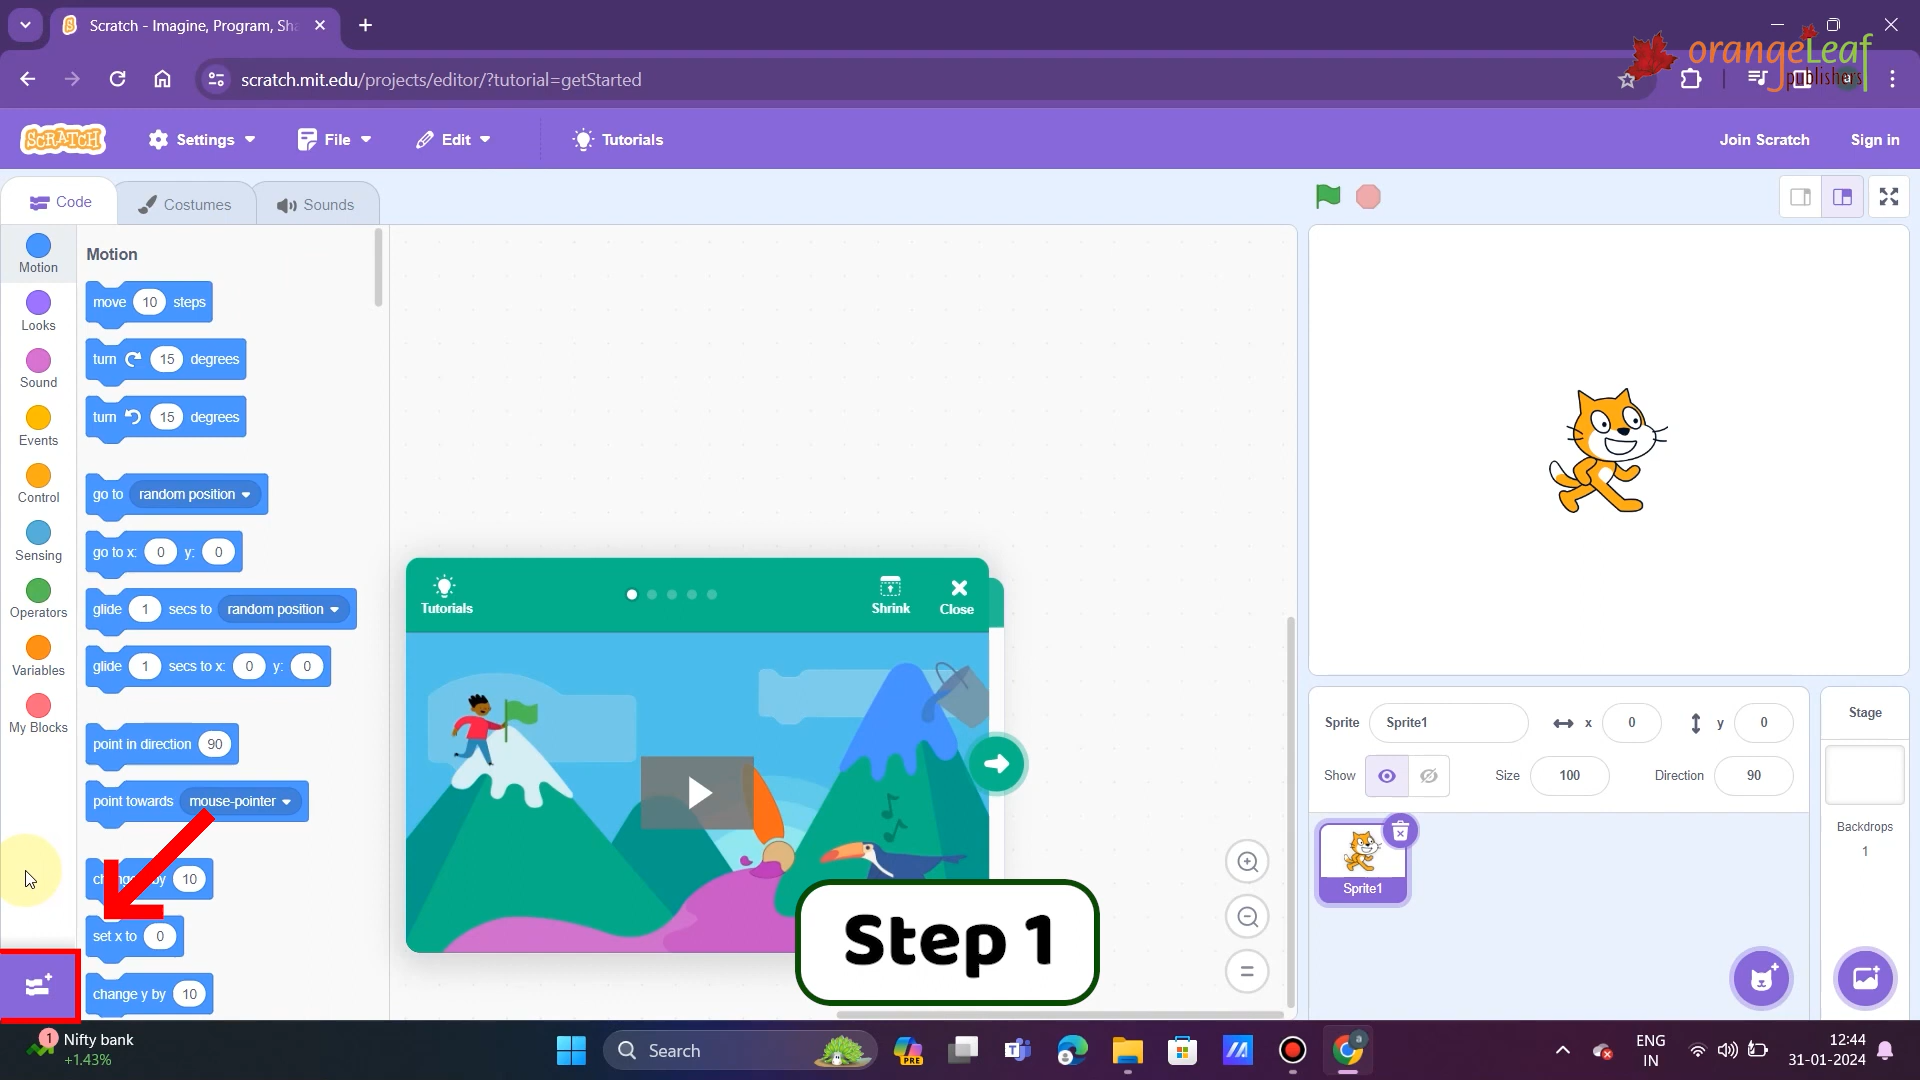 Scratch - Imagine, Program, Sha
orangeLeaf
publishers
scratch.mit.edu/projects/editor/?tutorial=getStarted
a
SCRATCH
Settings
File
Edit
Tutorials
Join Scratch
Sign in
Code
Costumes
Sounds
Motion
Looks
Sound
Events
Control
Sensing
Operators
Variables
My Blocks
Motion
move 10 steps
turn 15 degrees
turn 15 degrees
go to random position
go to x: 0 y: 0
glide 1 secs to random position
glide 1 secs to x: 0 y: 0
point in direction 90
point towards mouse-pointer
by 10
set x to 0
change y by 10
Tutorials
Shrink
Close
Step 1
Sprite Sprite1 x 0 y 0
Show Size 100 Direction 90
Sprite1
Stage
Backdrops
1
1
Nifty bank
+1.43%
Search
PRE
a
ENG
IN
12:44
31-01-2024